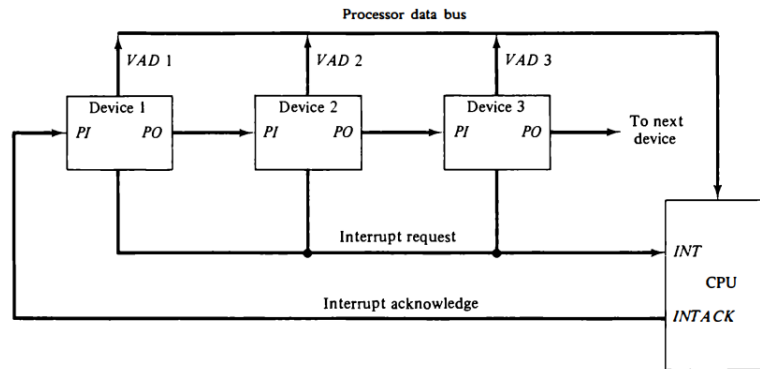 Processor data bus
VAD 1
VAD 2
VAD 3
Device 1
PI PO
Device 2
PI PO
Device 3
PI PO
To next
device
Interrupt request
INT
CPU
Interrupt acknowledge
INTACK